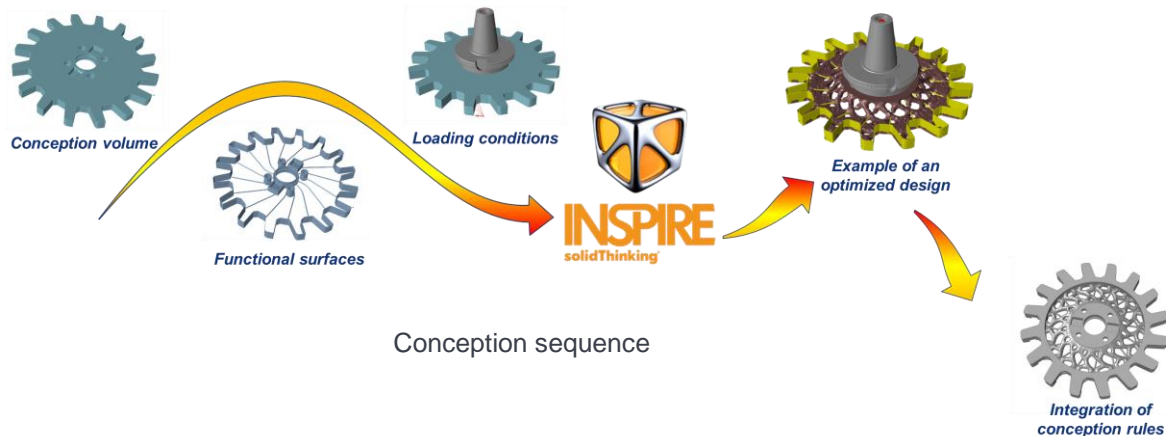 Conception volume
Functional surfaces
Loading conditions
INSPIRE
solidThinking
Example of an
optimized design
Integration of
conception rules
Conception sequence